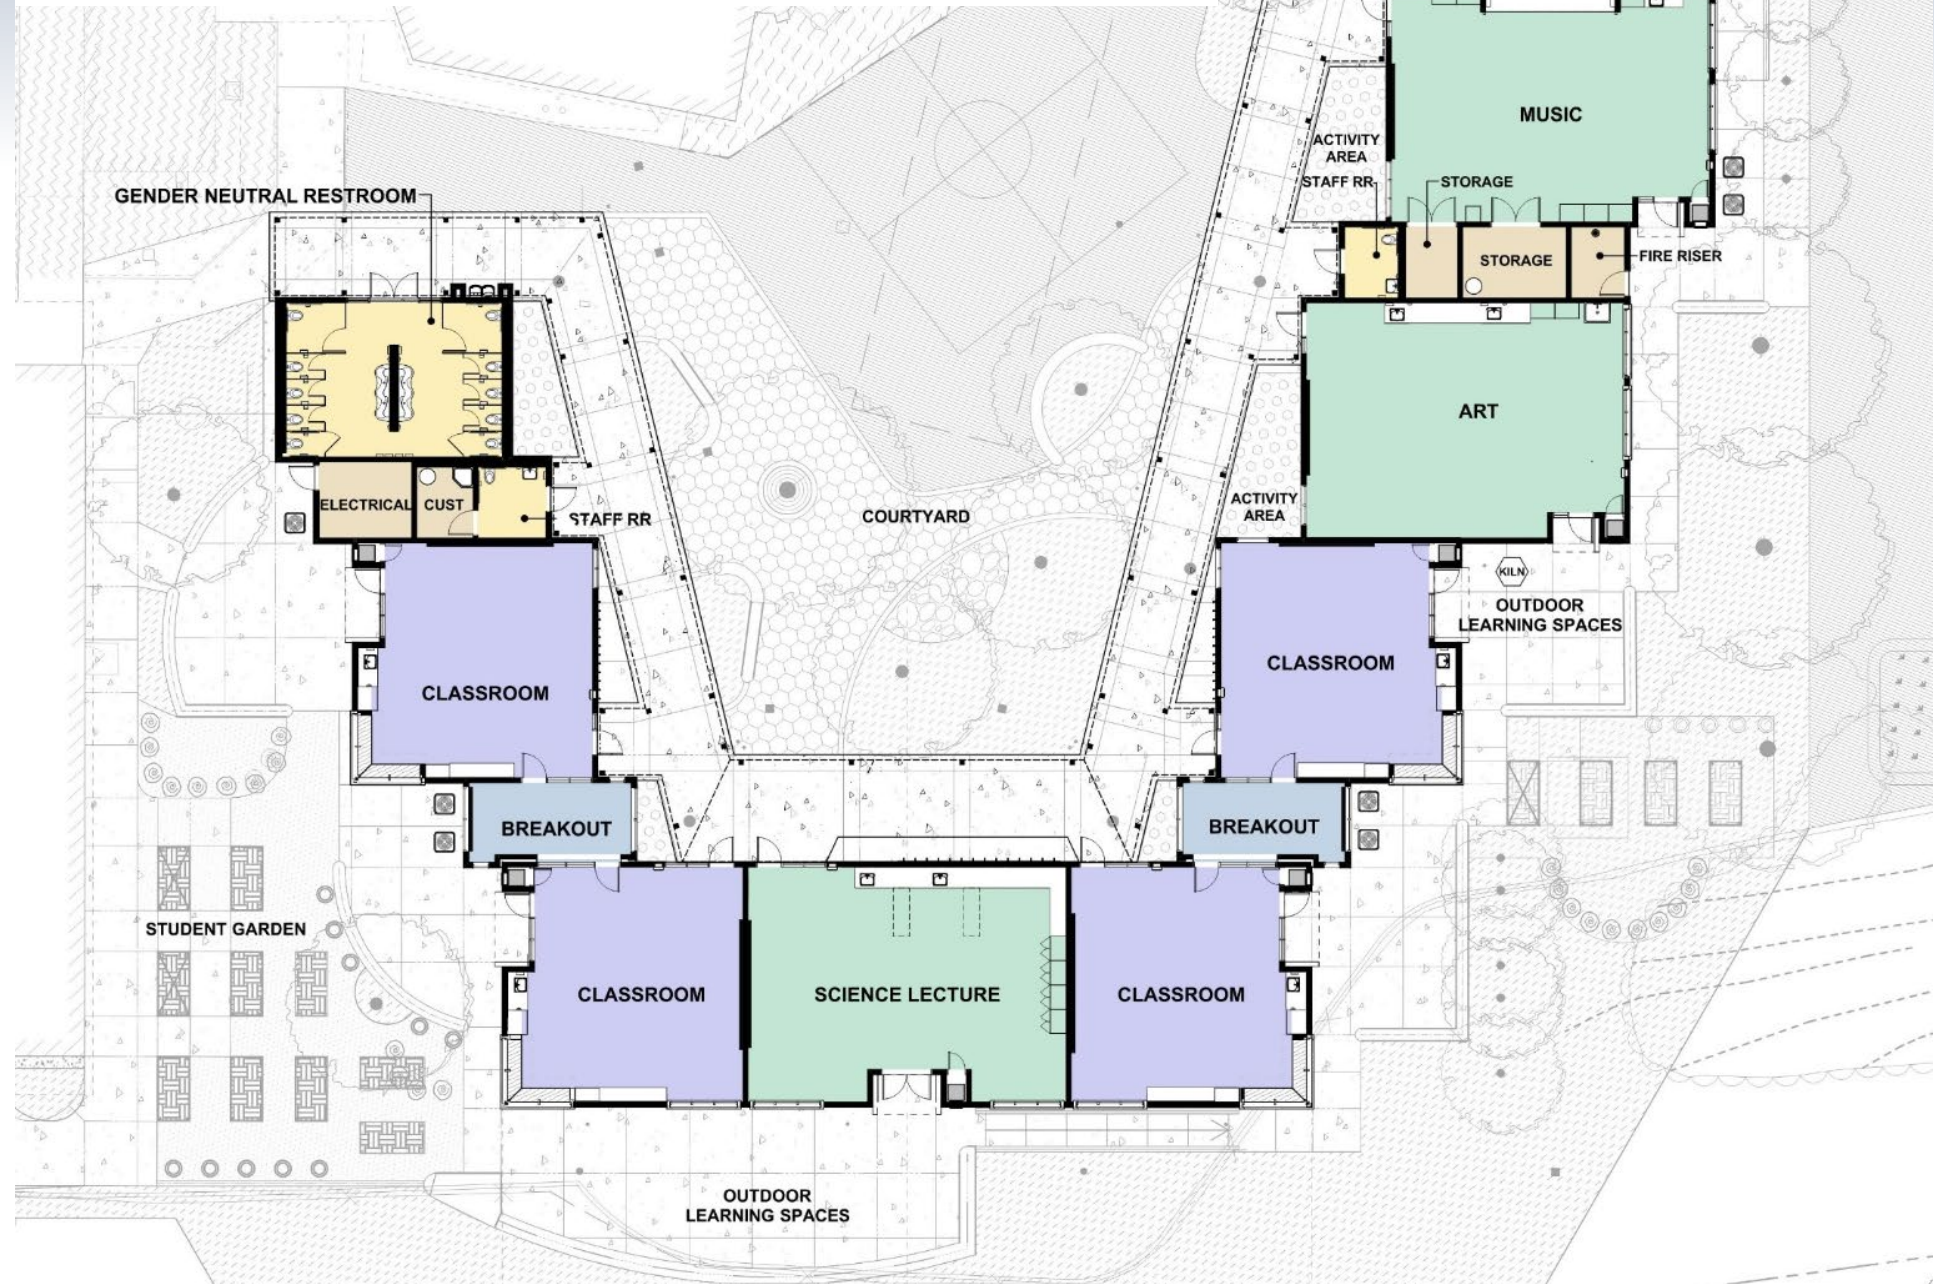 MUSIC
ACTIVITY
AREA
STAFF RR
STORAGE
GENDER NEUTRAL RESTROOM
STORAGE
FIRE RISER
ART
ACTIVITY
AREA
ELECTRICAL
CUST
STAFF RR
COURTYARD
KILN
OUTDOOR
LEARNING SPACES
CLASSROOM
CLASSROOM
BREAKOUT
BREAKOUT
STUDENT GARDEN
CLASSROOM
SCIENCE LECTURE
CLASSROOM
OUTDOOR
LEARNING SPACES